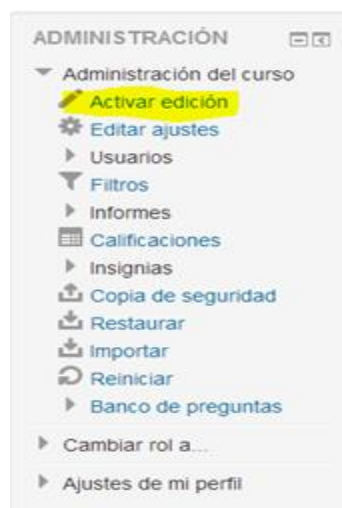 ADMINISTRACIÓN
Administración del curso
Activar edición
Editar ajustes
Usuarios
Filtros
Informes
Calificaciones
Insignias
Copia de seguridad
Restaurar
Importar
Reiniciar
Banco de preguntas
Cambiar rol a...
Ajustes de mi perfil